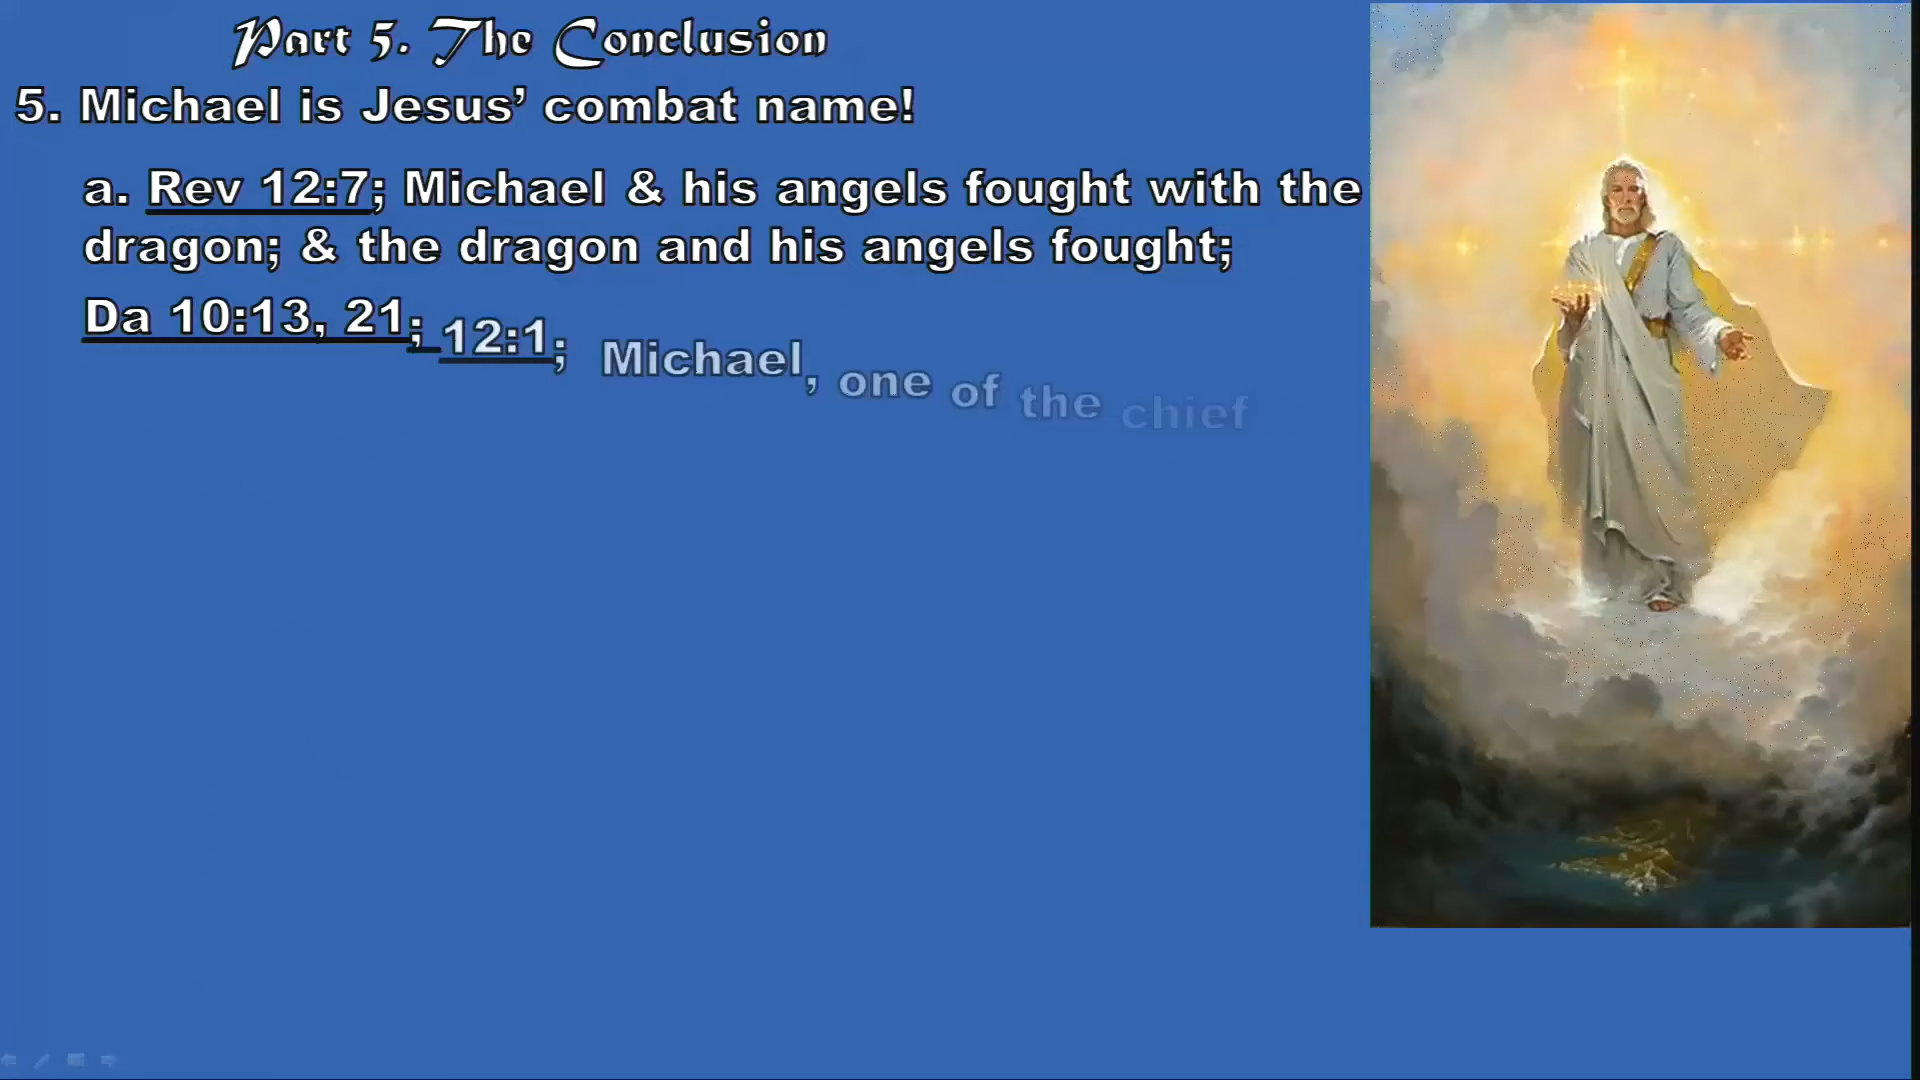 Part 5. The Conclusion
5. Michael is Jesus’ combat name!
a. Rev 12:7; Michael & his angels fought with the
dragon; & the dragon and his angels fought;
Da 10:13, 21; 12:1; Michael, one of the chief